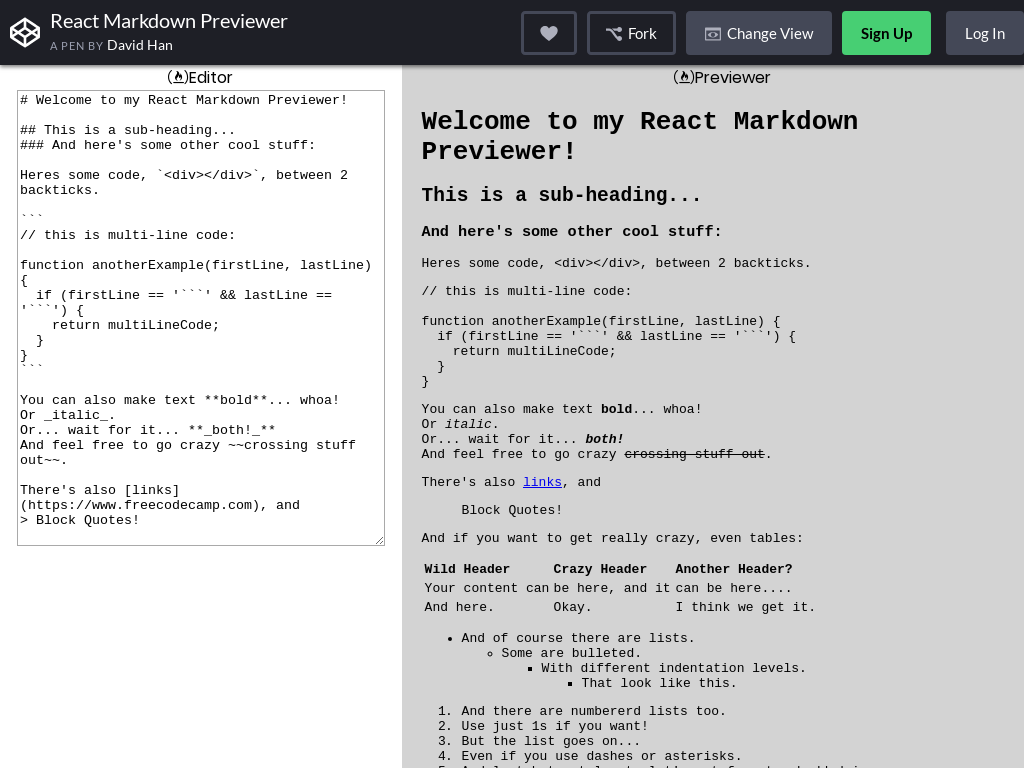 React Markdown Previewer
A PEN BY David Han
Fork
Change View
Sign Up
Log In
Editor
# Welcome to my React Markdown Previewer!
## This is a sub-heading...
### And here's some other cool stuff:
Heres some code, `<div></div>`, between 2
backticks.
```
// this is multi-line code:
function anotherExample(firstLine, lastLine)
{
  if (firstLine == '```' && lastLine ==
'```') {
    return multiLineCode;
  }
}
```
You can also make text **bold**... whoa!
Or _italic_.
Or... wait for it... **_both!_**
And feel free to go crazy ~~crossing stuff
out~~.
There's also [links]
(https://www.freecodecamp.com), and
> Block Quotes!
Previewer
Welcome to my React Markdown
Previewer!
This is a sub-heading...
And here's some other cool stuff:
Heres some code, <div></div>, between 2 backticks.
// this is multi-line code:
function anotherExample(firstLine, lastLine) {
  if (firstLine == '```' && lastLine == '```') {
    return multiLineCode;
  }
}
You can also make text bold... whoa!
Or italic.
Or... wait for it... both!
And feel free to go crazy crossing stuff out.
There's also links, and
Block Quotes!
And if you want to get really crazy, even tables:
Wild Header Crazy Header Another Header?
Your content can be here, and it can be here....
And here. Okay. I think we get it.
And of course there are lists.
Some are bulleted.
With different indentation levels.
That look like this.
1. And there are numbererd lists too.
2. Use just 1s if you want!
3. But the list goes on...
4. Even if you use dashes or asterisks.